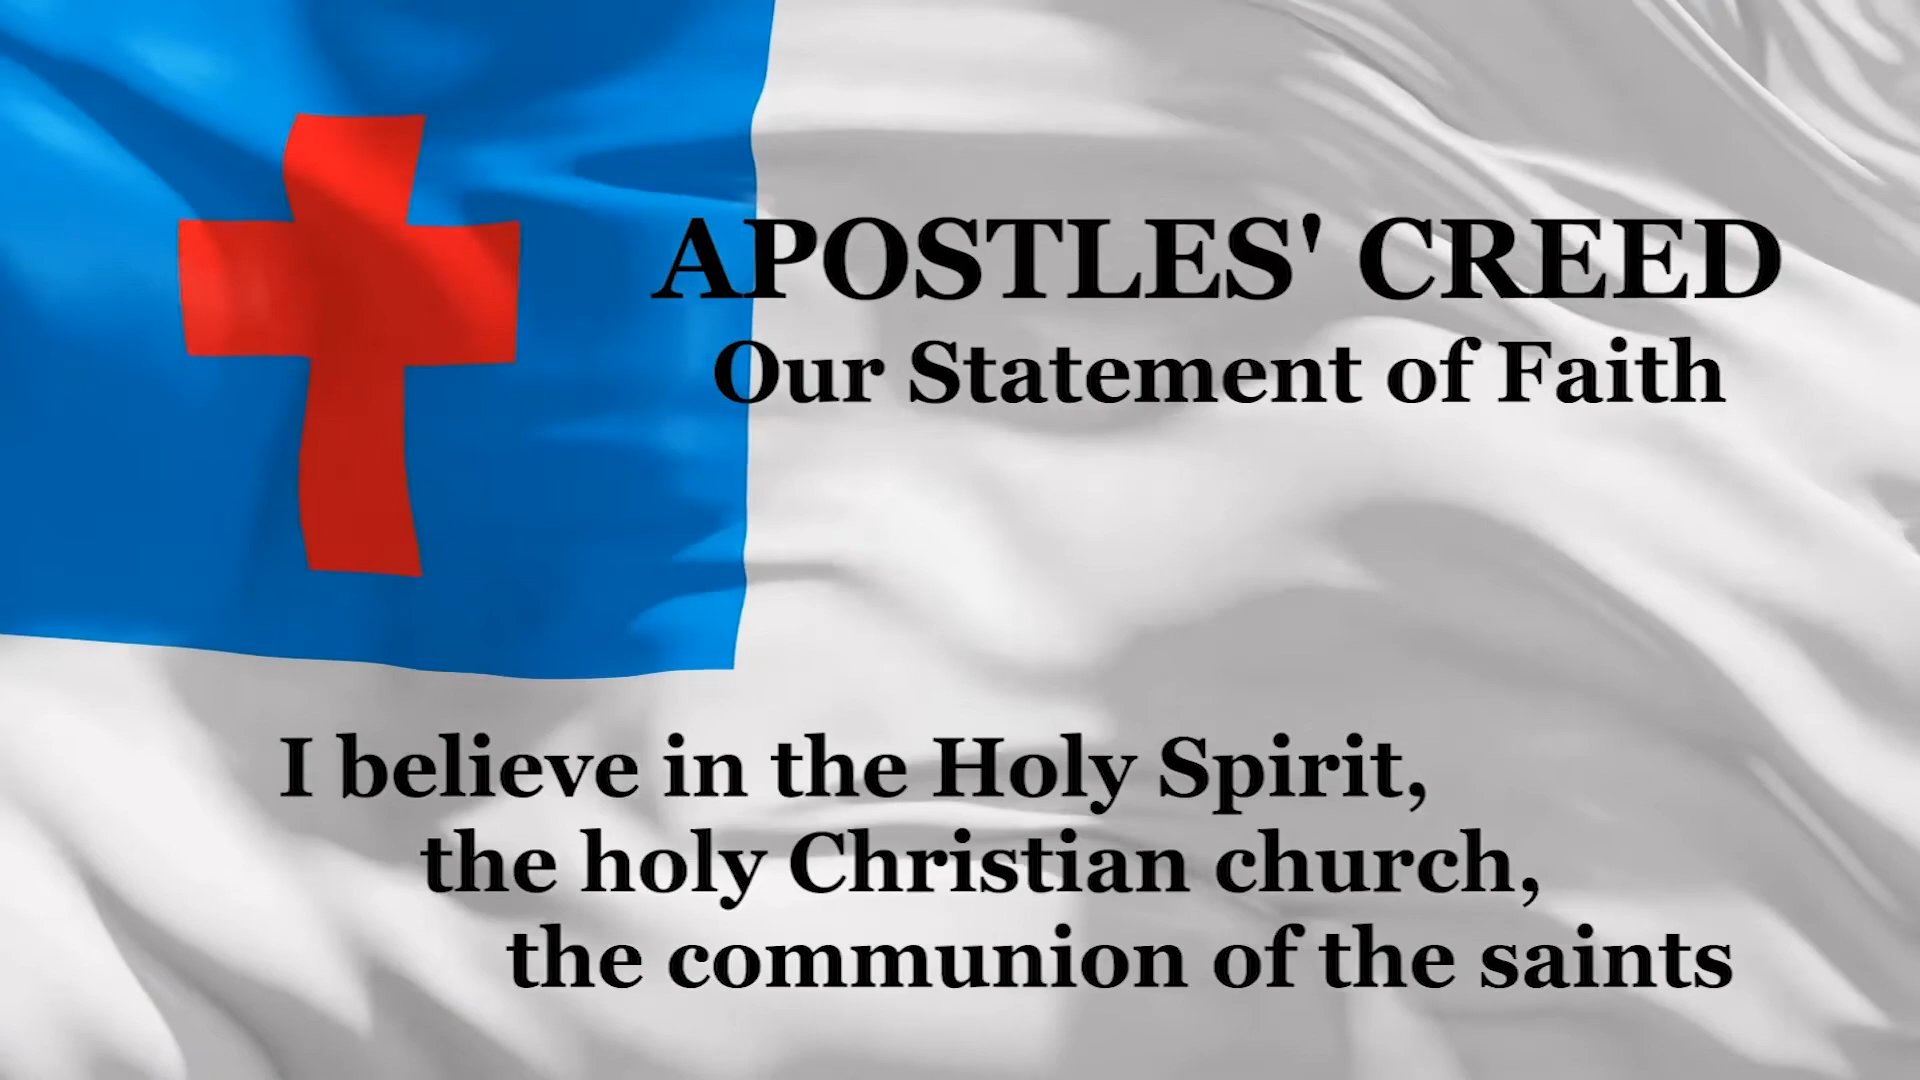 APOSTLES' CREED
Our Statement of Faith
I believe in the Holy Spirit,
the holy Christian church,
the communion of the saints